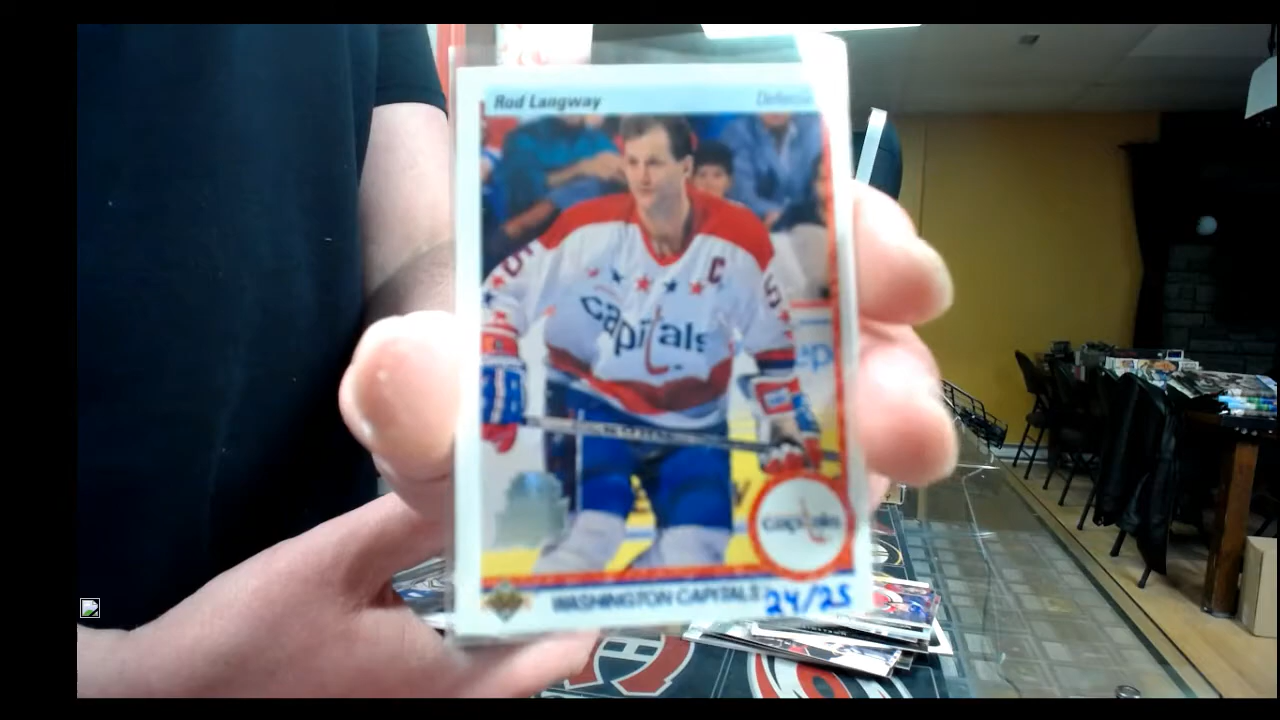 Rod Langway
Defense
C
capitals
capitals
WASHINGTON CAPITALS 24/25